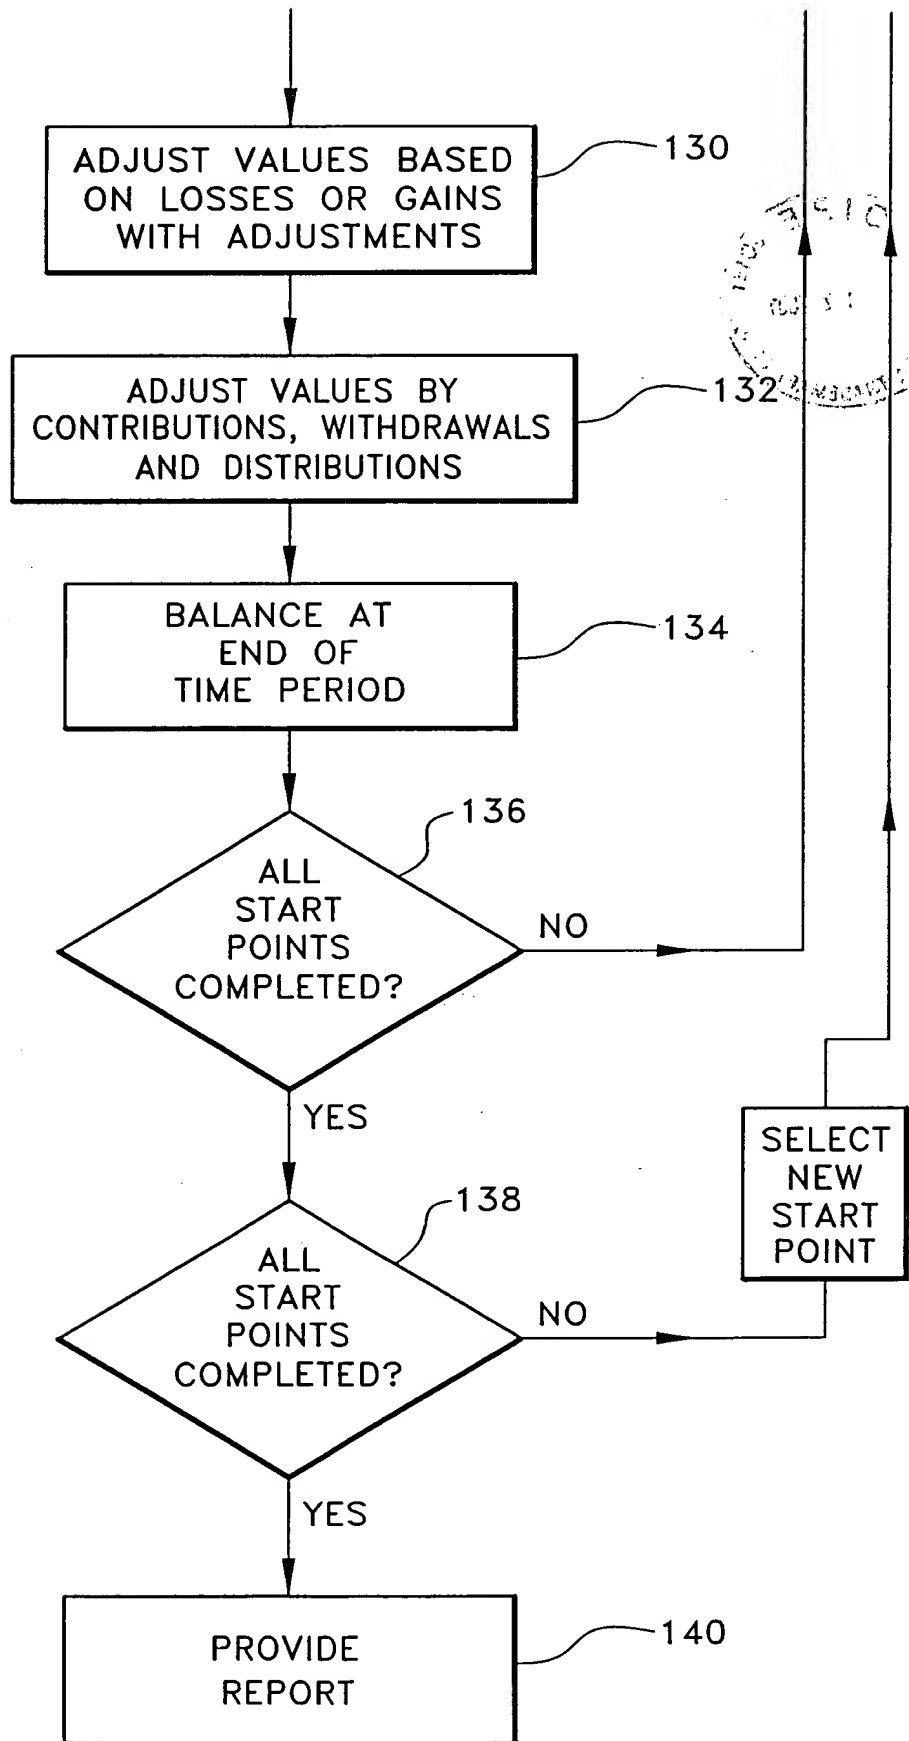 ADJUST VALUES BASED
ON LOSSES OR GAINS
WITH ADJUSTMENTS
130
ADJUST VALUES BY
CONTRIBUTIONS, WITHDRAWALS
AND DISTRIBUTIONS
132
BALANCE AT
END OF
TIME PERIOD
134
136
ALL
START
POINTS
COMPLETED?
NO
YES
SELECT
NEW
START
POINT
138
ALL
START
POINTS
COMPLETED?
NO
YES
PROVIDE
REPORT
140